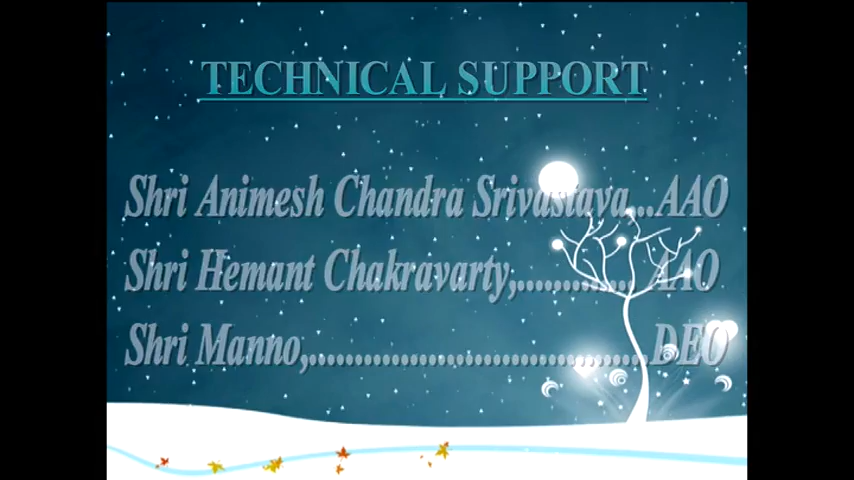 TECHNICAL SUPPORT
Shri Animesh Chandra Srivastava...AAO
Shri Hemant Chakravarty,............. AAO
Shri Manno,......................................DEO